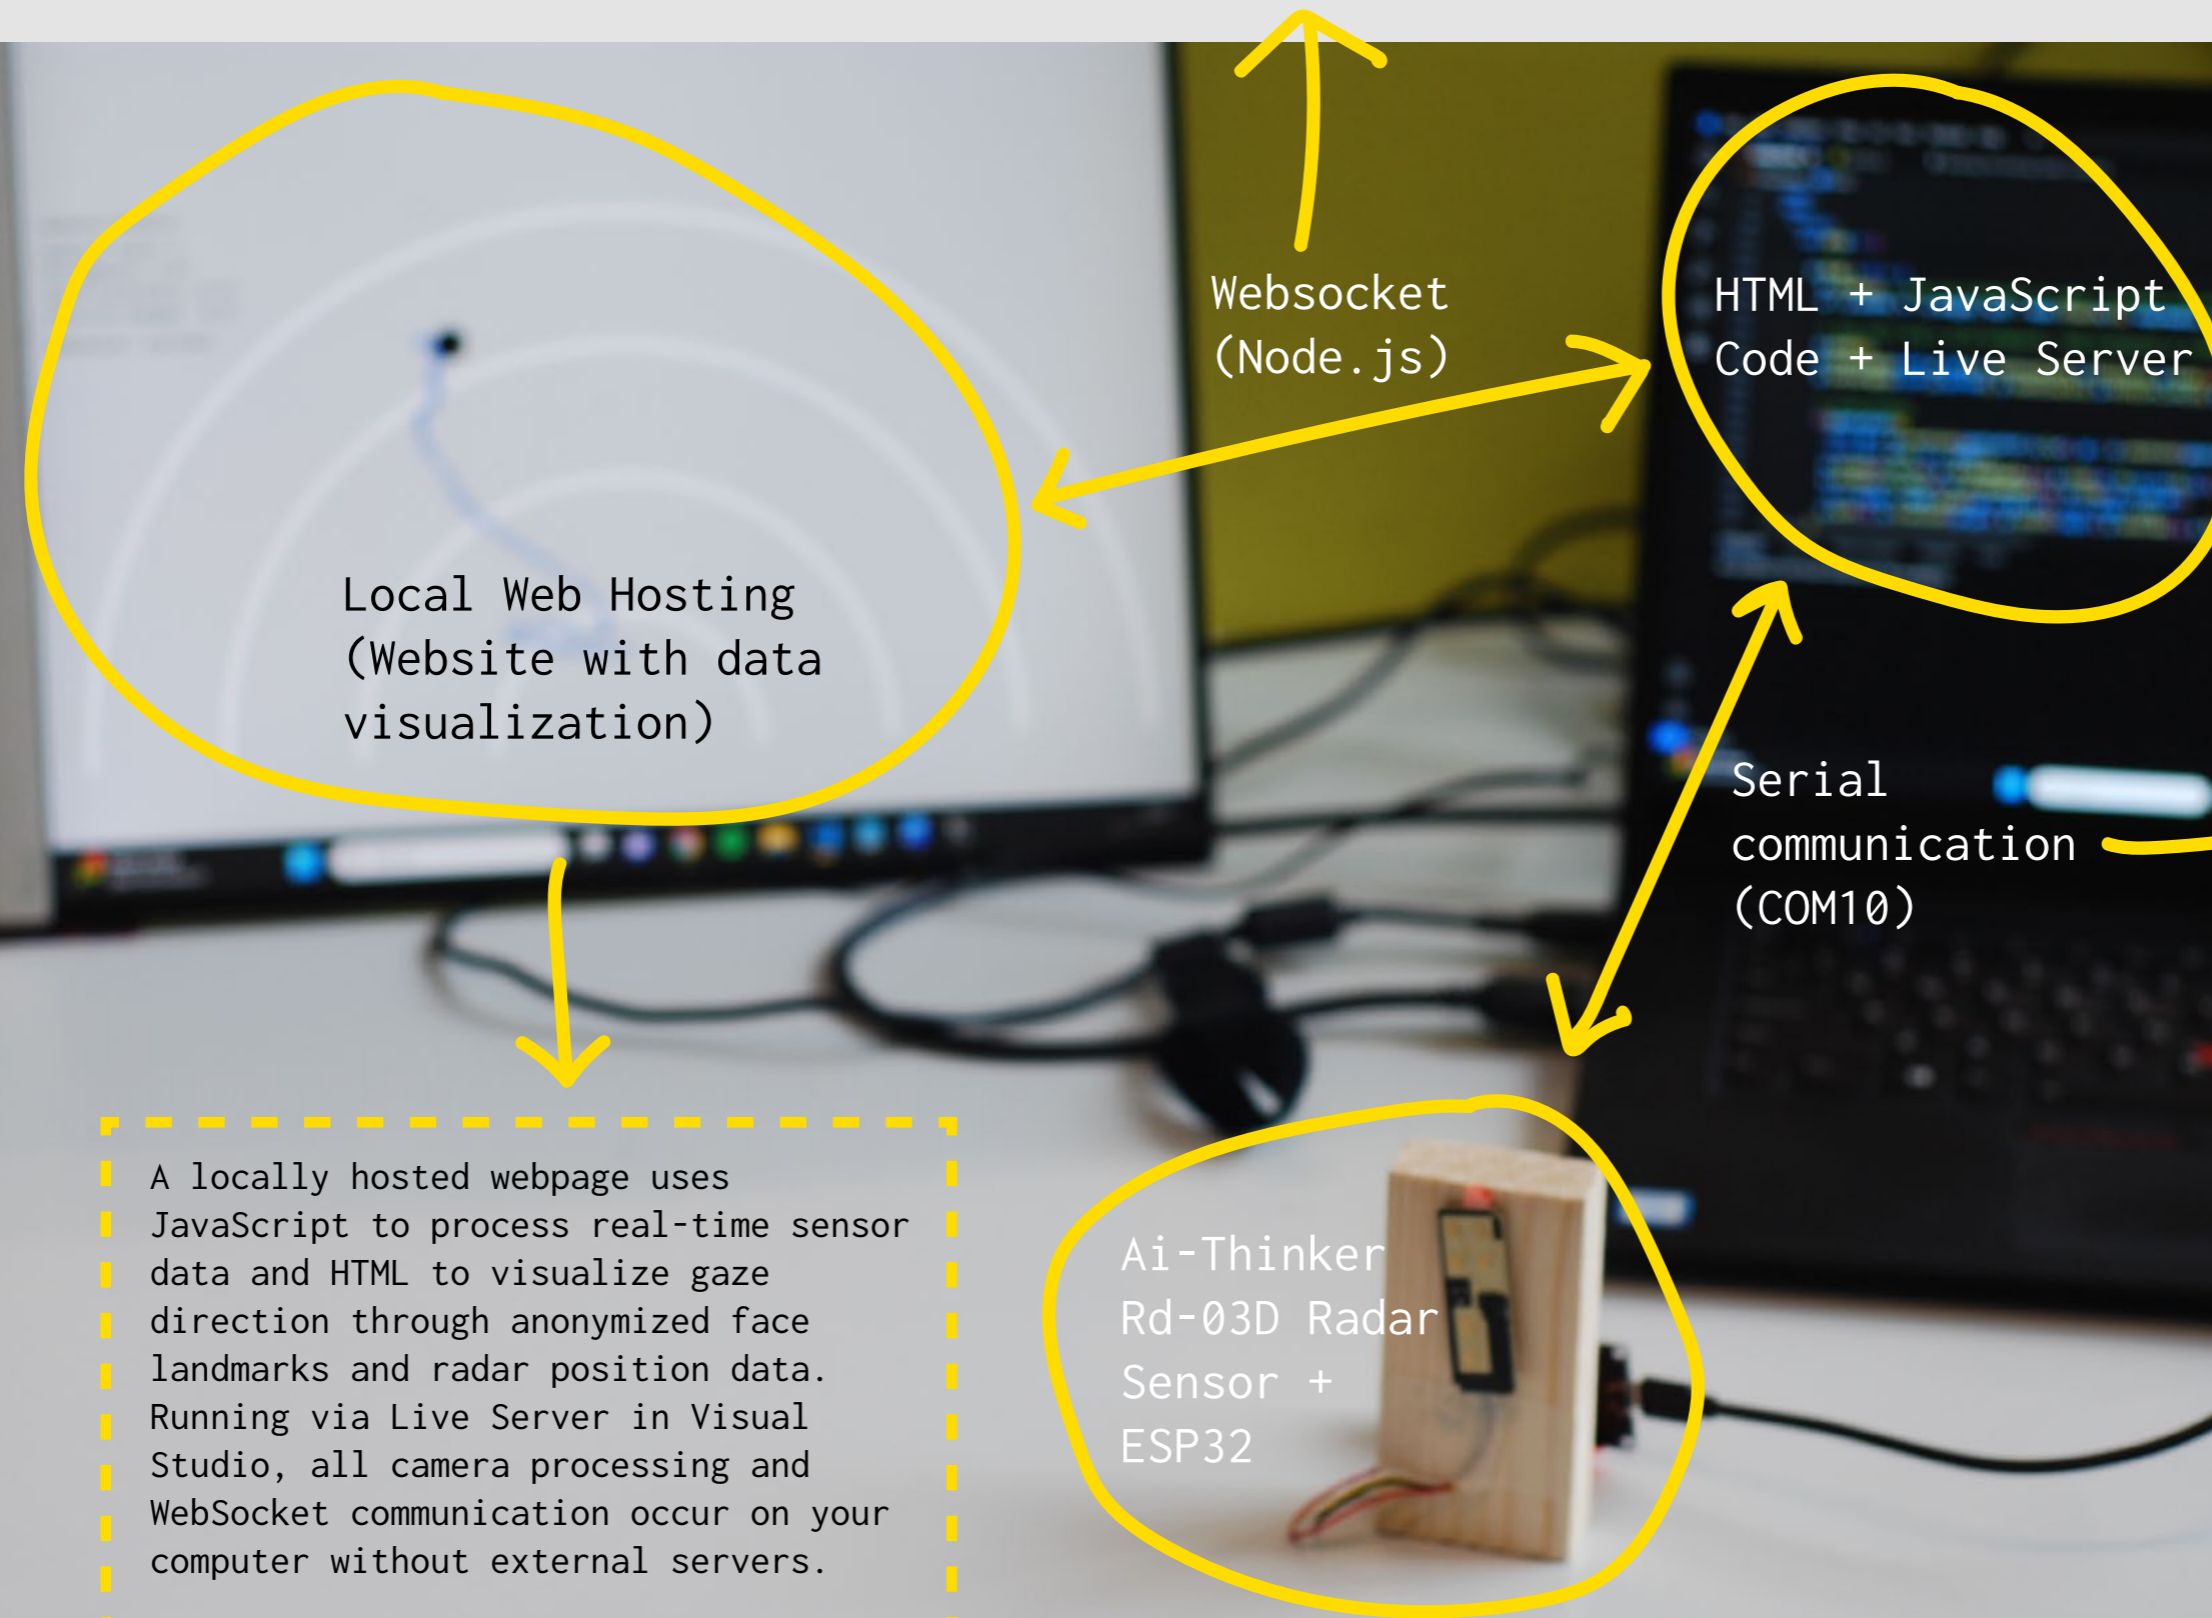 Websocket
(Node.js)
HTML + JavaScript
Code + Live Server
Local Web Hosting
(Website with data
visualization)
Serial
communication
(COM10)
A locally hosted webpage uses
JavaScript to process real-time sensor
data and HTML to visualize gaze
direction through anonymized face
landmarks and radar position data.
Running via Live Server in Visual
Studio, all camera processing and
WebSocket communication occur on your
computer without external servers.
Ai-Thinker
Rd-03D Radar
Sensor +
ESP32